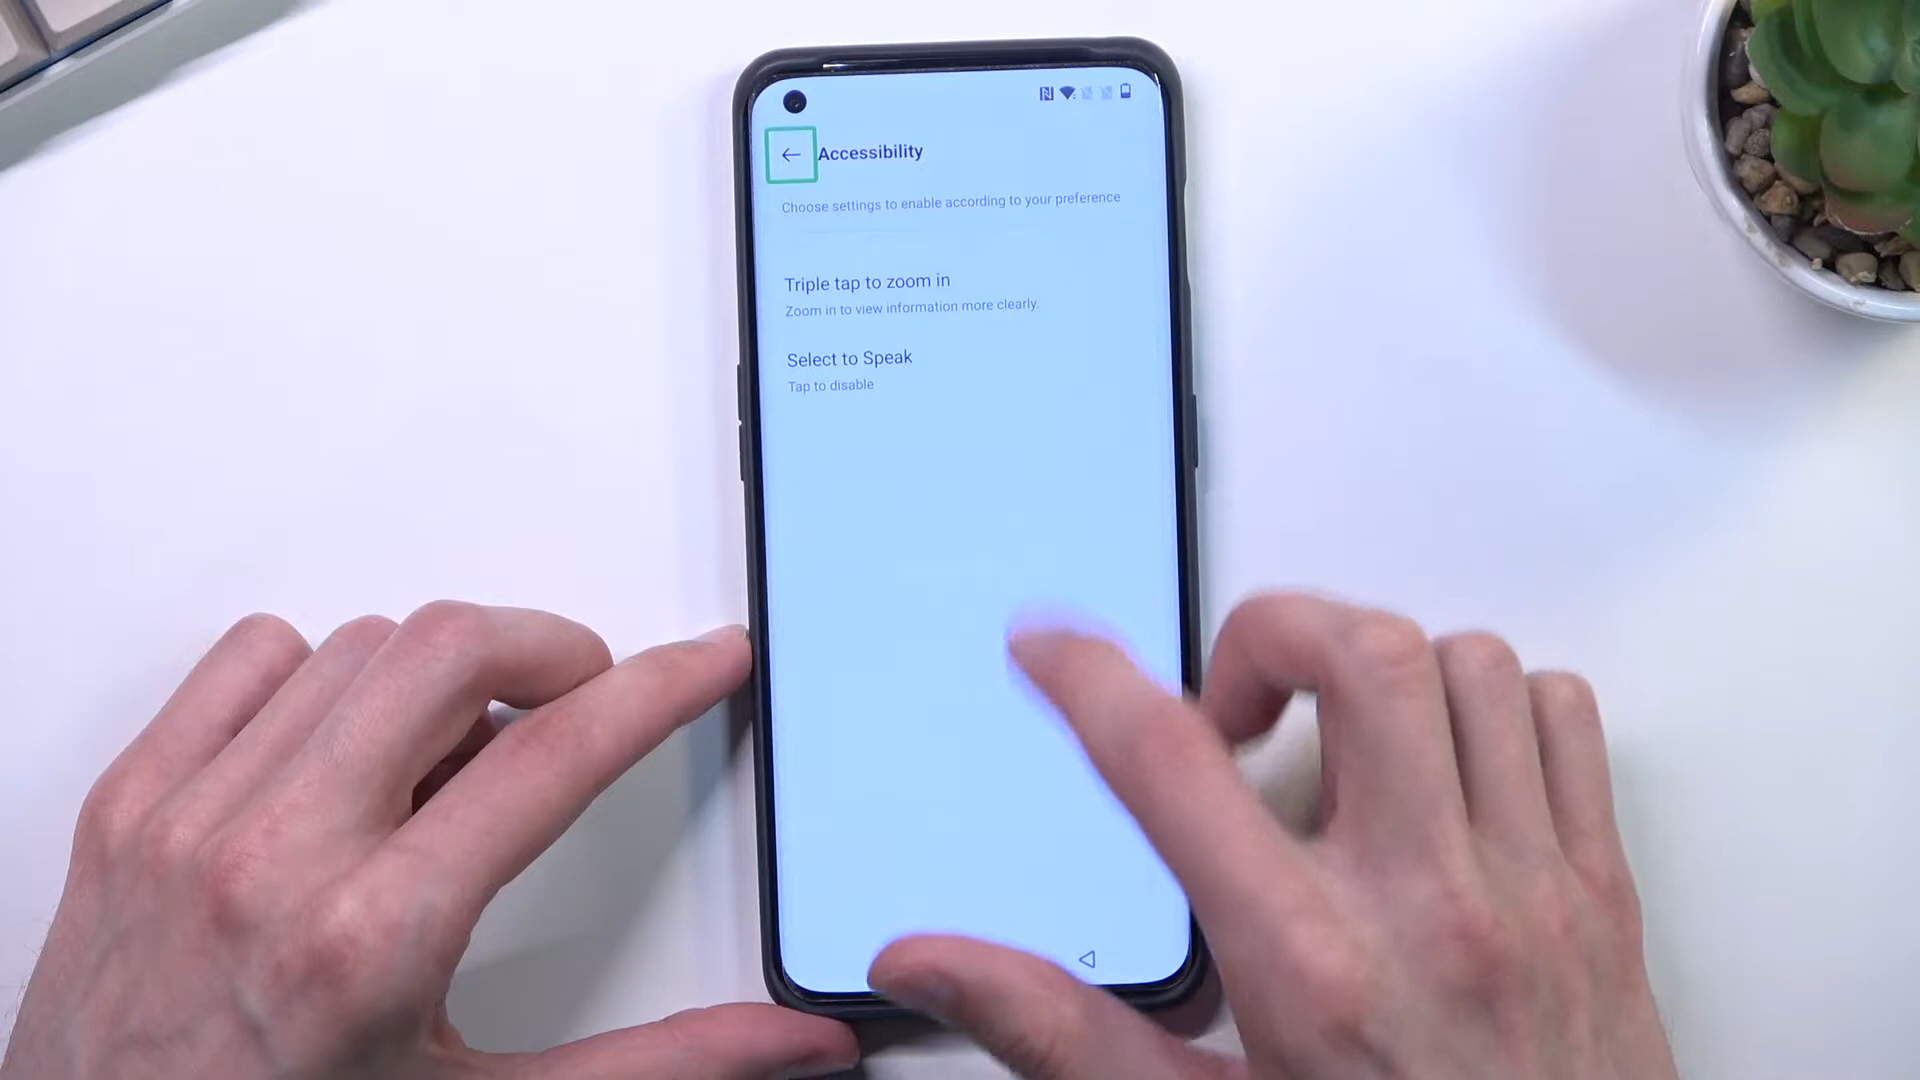 Accessibility
Choose settings to enable according to your preference
Triple tap to zoom in
Zoom in to view information more clearly.
Select to Speak
Tap to disable